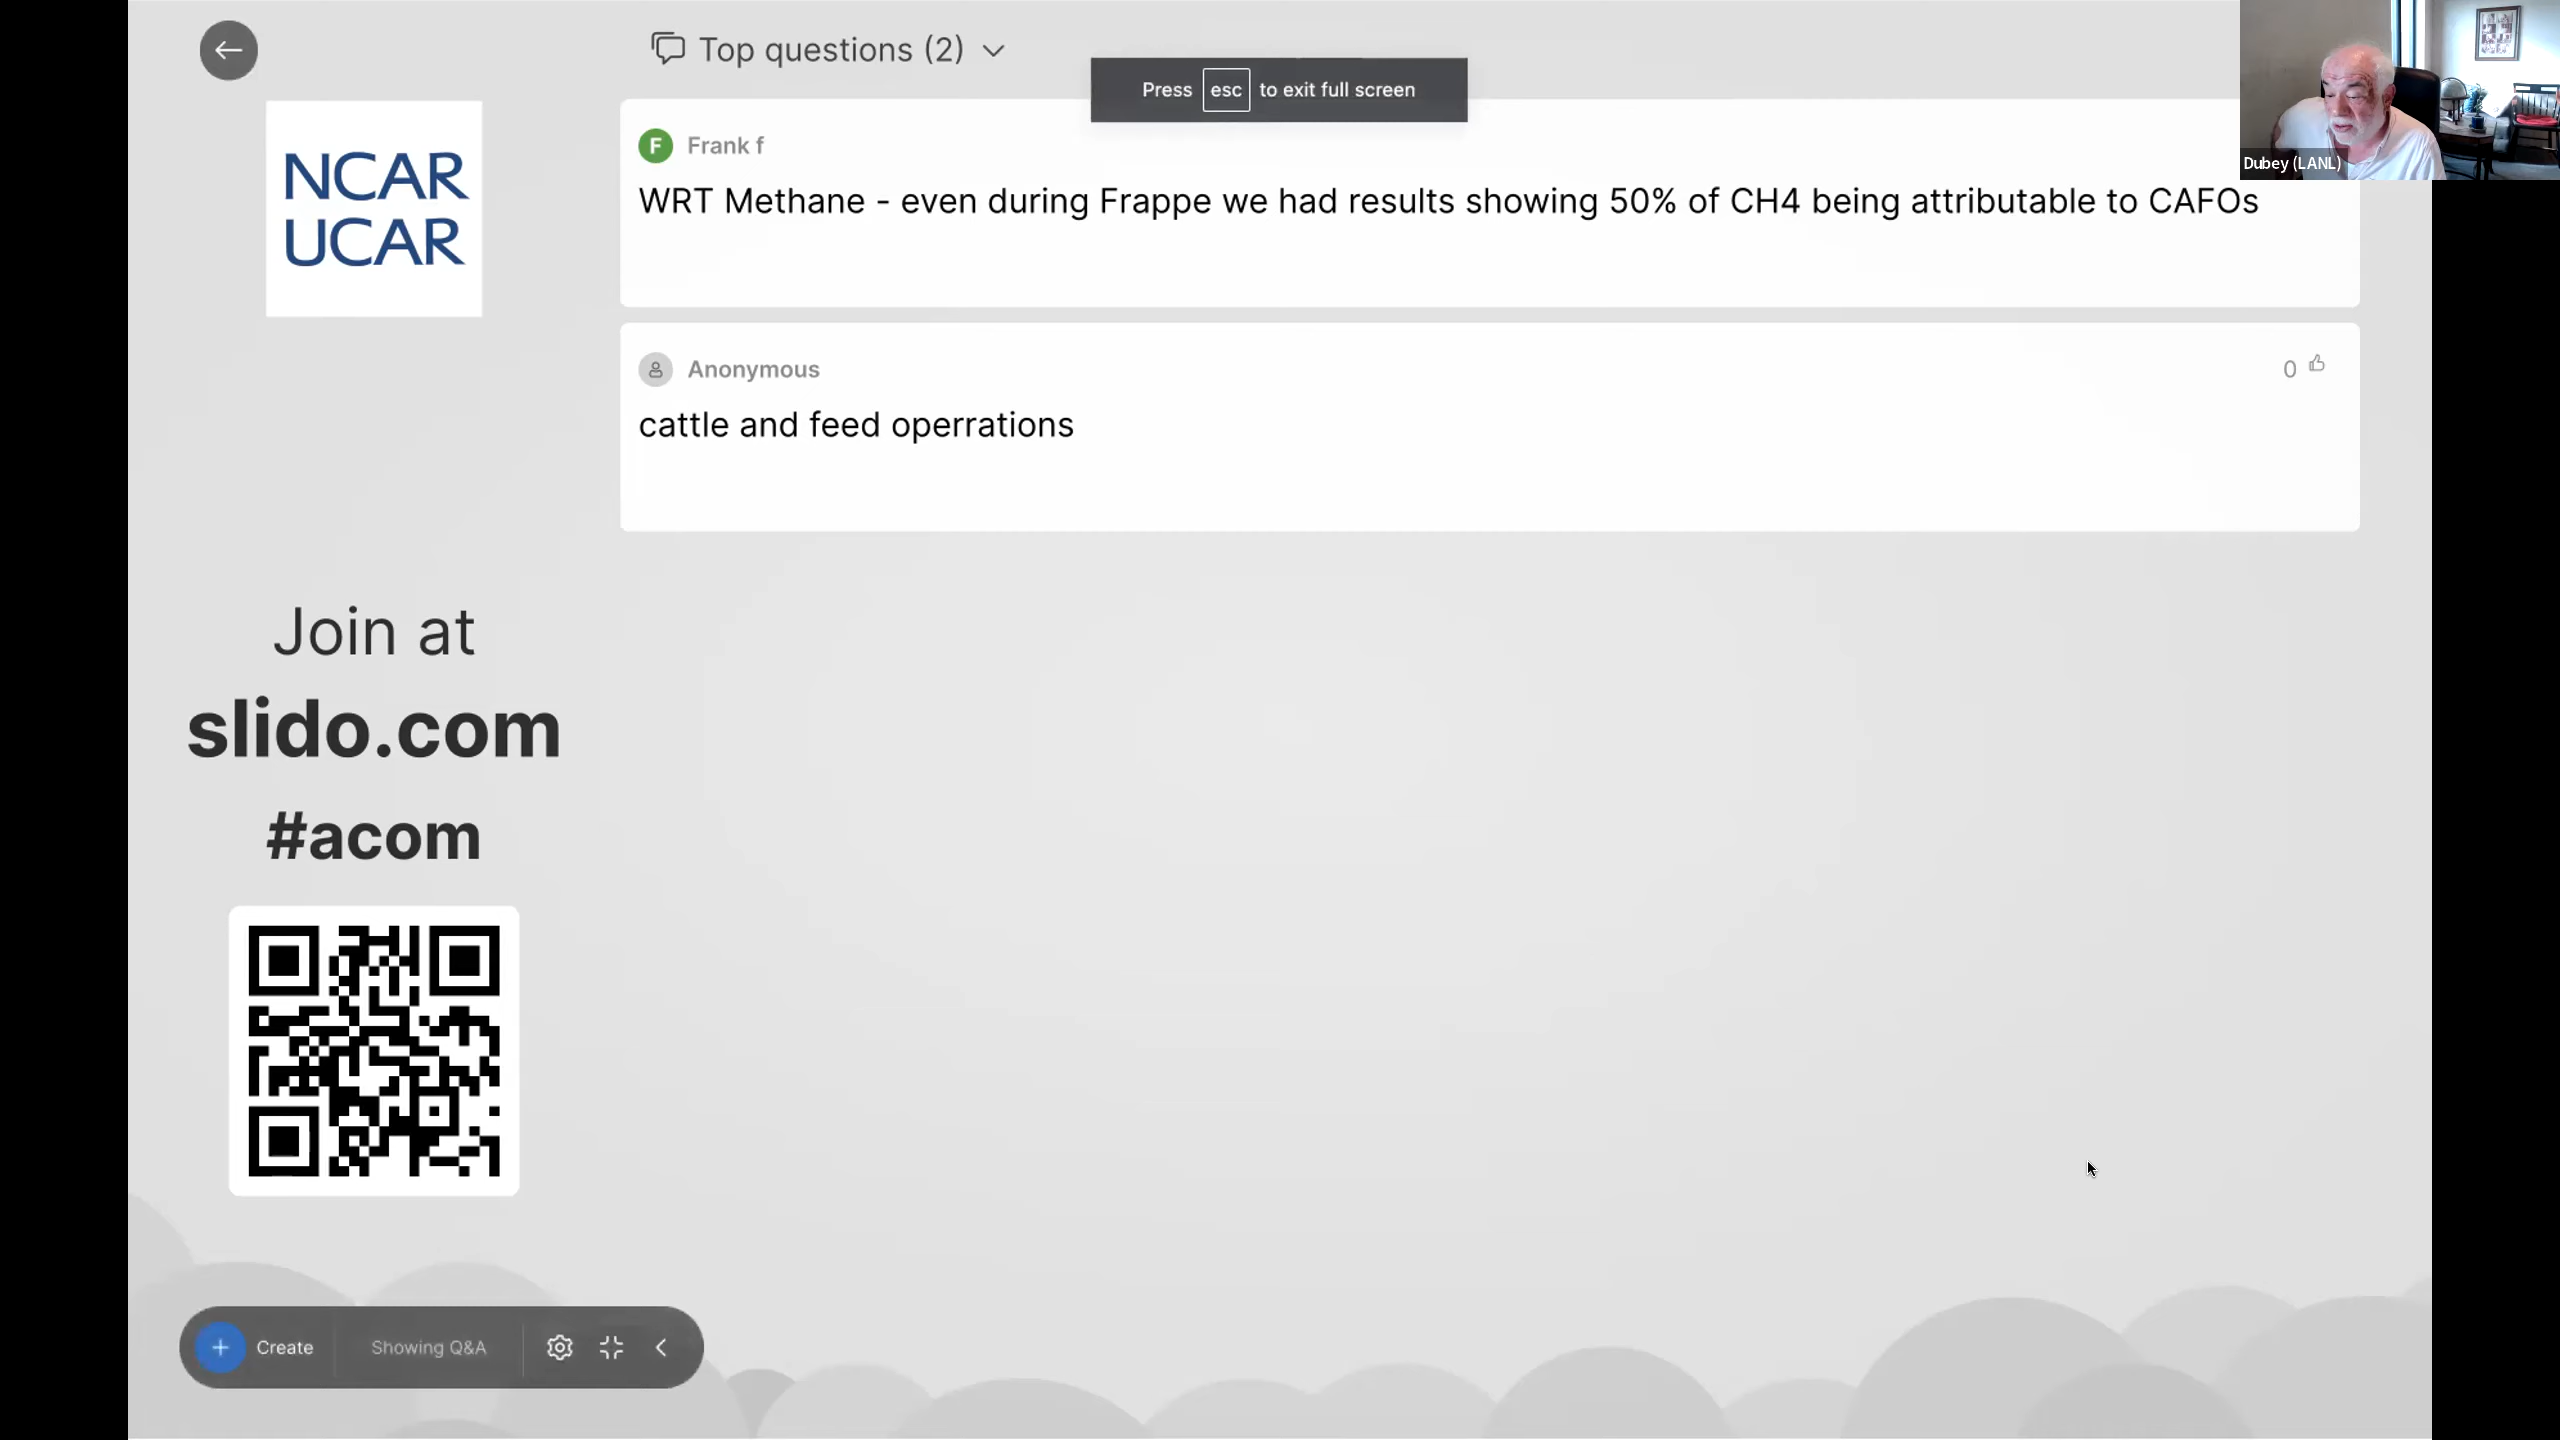 Top questions (2)
Press esc to exit full screen
NCAR
UCAR
F Frank f
WRT Methane - even during Frappe we had results showing 50% of CH4 being attributable to CAFOs
Dubey (LANL)
Anonymous
0
cattle and feed operrations
Join at
slido.com
#acom
Create
Showing Q&A